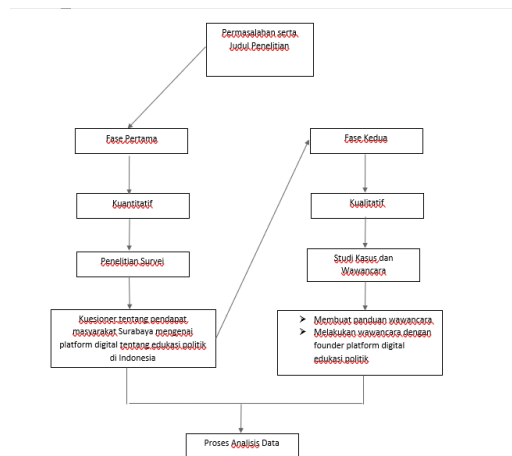 Permasalahan serta
Judul Penelitian
Fase Pertama
Kuantitatif
Penelitian Survei
Kuesioner tentang pendapat
masyarakat Surabaya mengenai
platform digital tentang edukasi politik
di Indonesia
Fase Kedua
Kualitatif
Studi Kasus dan
Wawancara
➤ Membuat panduan wawancara
➤ Melakukan wawancara dengan
founder platform digital
edukasi politik
Proses Analisis Data